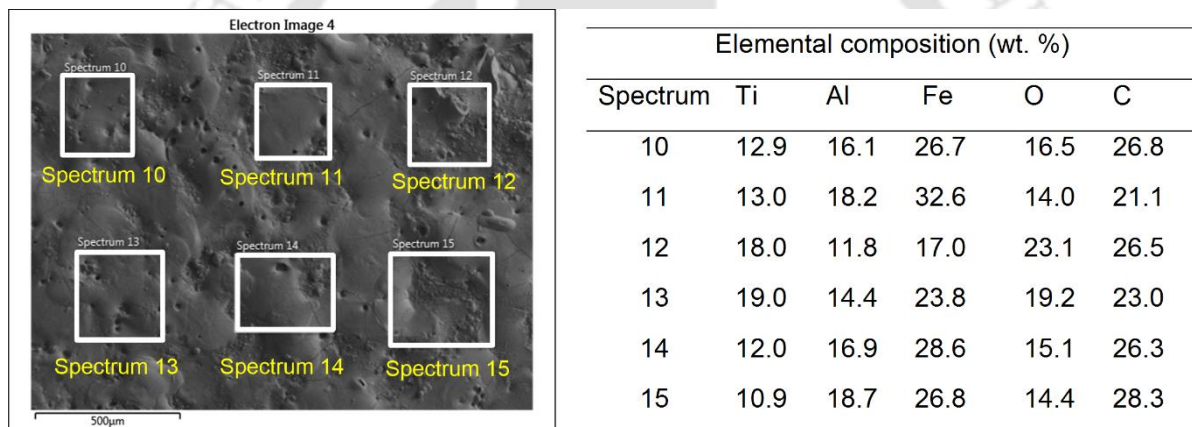 Electron Image 4
Spectrum 10 Spectrum 11 Spectrum 12
Spectrum 10 Spectrum 11 Spectrum 12
Spectrum 13 Spectrum 14 Spectrum 15
Spectrum 13 Spectrum 14 Spectrum 15
500μm
Elemental composition (wt. %)
Spectrum Ti Al Fe O C
10 12.9 16.1 26.7 16.5 26.8
11 13.0 18.2 32.6 14.0 21.1
12 18.0 11.8 17.0 23.1 26.5
13 19.0 14.4 23.8 19.2 23.0
14 12.0 16.9 28.6 15.1 26.3
15 10.9 18.7 26.8 14.4 28.3